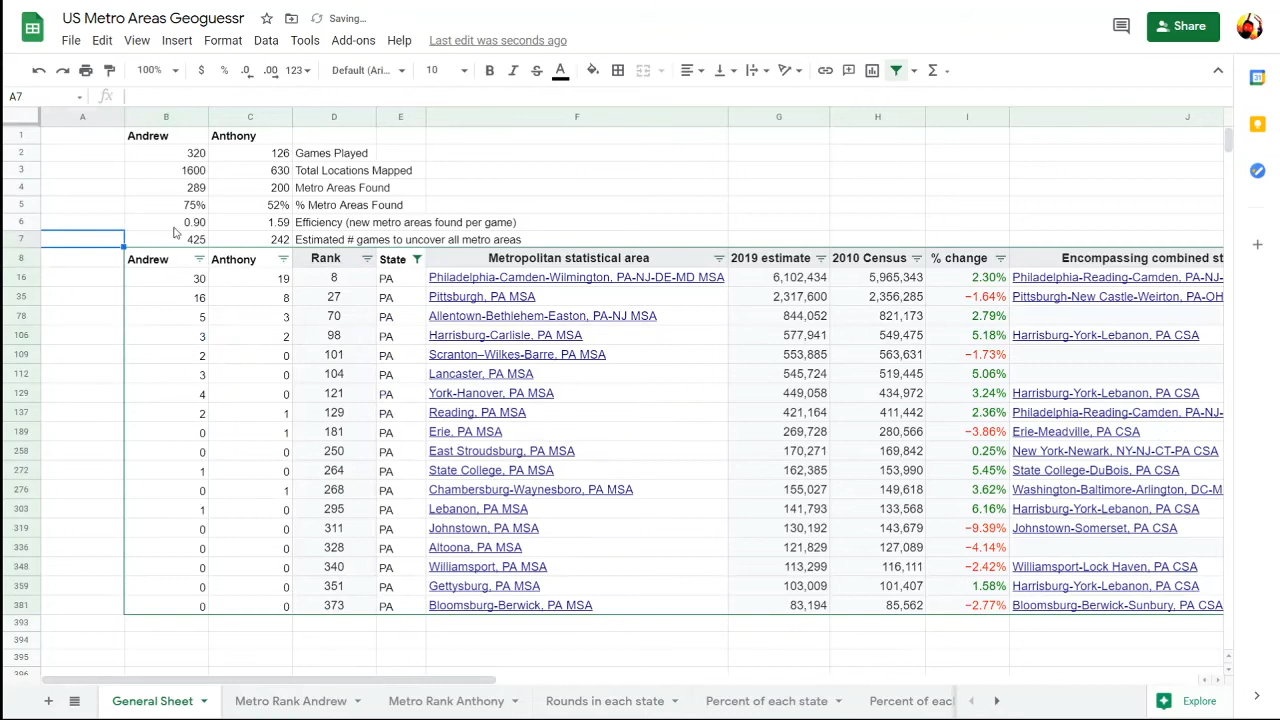 US Metro Areas Geoguessr Saving... Share
File Edit View Insert Format Data Tools Add-ons Help Last edit was seconds ago
100% $ % .0 .00 123 Default (Ari... 10 B I S A Σ
A7 fx
A B C D E F G H I J
1 Andrew Anthony
2 320 126 Games Played
3 1600 630 Total Locations Mapped
4 289 200 Metro Areas Found
5 75% 52% % Metro Areas Found
6 0.90 1.59 Efficiency (new metro areas found per game)
7 425 242 Estimated # games to uncover all metro areas
8 Andrew Anthony Rank State Metropolitan statistical area 2019 estimate 2010 Census % change Encompassing combined st
16 30 19 8 PA Philadelphia-Camden-Wilmington, PA-NJ-DE-MD MSA 6,102,434 5,965,343 2.30% Philadelphia-Reading-Camden, PA-NJ-
35 16 8 27 PA Pittsburgh, PA MSA 2,317,600 2,356,285 −1.64% Pittsburgh-New Castle-Weirton, PA-OH
78 5 3 70 PA Allentown-Bethlehem-Easton, PA-NJ MSA 844,052 821,173 2.79%
106 3 2 98 PA Harrisburg-Carlisle, PA MSA 577,941 549,475 5.18% Harrisburg-York-Lebanon, PA CSA
109 2 0 101 PA Scranton–Wilkes-Barre, PA MSA 553,885 563,631 −1.73%
112 3 0 104 PA Lancaster, PA MSA 545,724 519,445 5.06%
129 4 0 121 PA York-Hanover, PA MSA 449,058 434,972 3.24% Harrisburg-York-Lebanon, PA CSA
137 2 1 129 PA Reading, PA MSA 421,164 411,442 2.36% Philadelphia-Reading-Camden, PA-NJ-
189 0 1 181 PA Erie, PA MSA 269,728 280,566 −3.86% Erie-Meadville, PA CSA
258 0 0 250 PA East Stroudsburg, PA MSA 170,271 169,842 0.25% New York-Newark, NY-NJ-CT-PA CSA
272 1 0 264 PA State College, PA MSA 162,385 153,990 5.45% State College-DuBois, PA CSA
276 0 1 268 PA Chambersburg-Waynesboro, PA MSA 155,027 149,618 3.62% Washington-Baltimore-Arlington, DC-M
303 1 0 295 PA Lebanon, PA MSA 141,793 133,568 6.16% Harrisburg-York-Lebanon, PA CSA
319 0 0 311 PA Johnstown, PA MSA 130,192 143,679 −9.39% Johnstown-Somerset, PA CSA
336 0 0 328 PA Altoona, PA MSA 121,829 127,089 −4.14%
348 0 0 340 PA Williamsport, PA MSA 113,299 116,111 −2.42% Williamsport-Lock Haven, PA CSA
359 0 0 351 PA Gettysburg, PA MSA 103,009 101,407 1.58% Harrisburg-York-Lebanon, PA CSA
381 0 0 373 PA Bloomsburg-Berwick, PA MSA 83,194 85,562 −2.77% Bloomsburg-Berwick-Sunbury, PA CSA
393
394
395
396
General Sheet Metro Rank Andrew Metro Rank Anthony Rounds in each state Percent of each state Percent of eac Explore